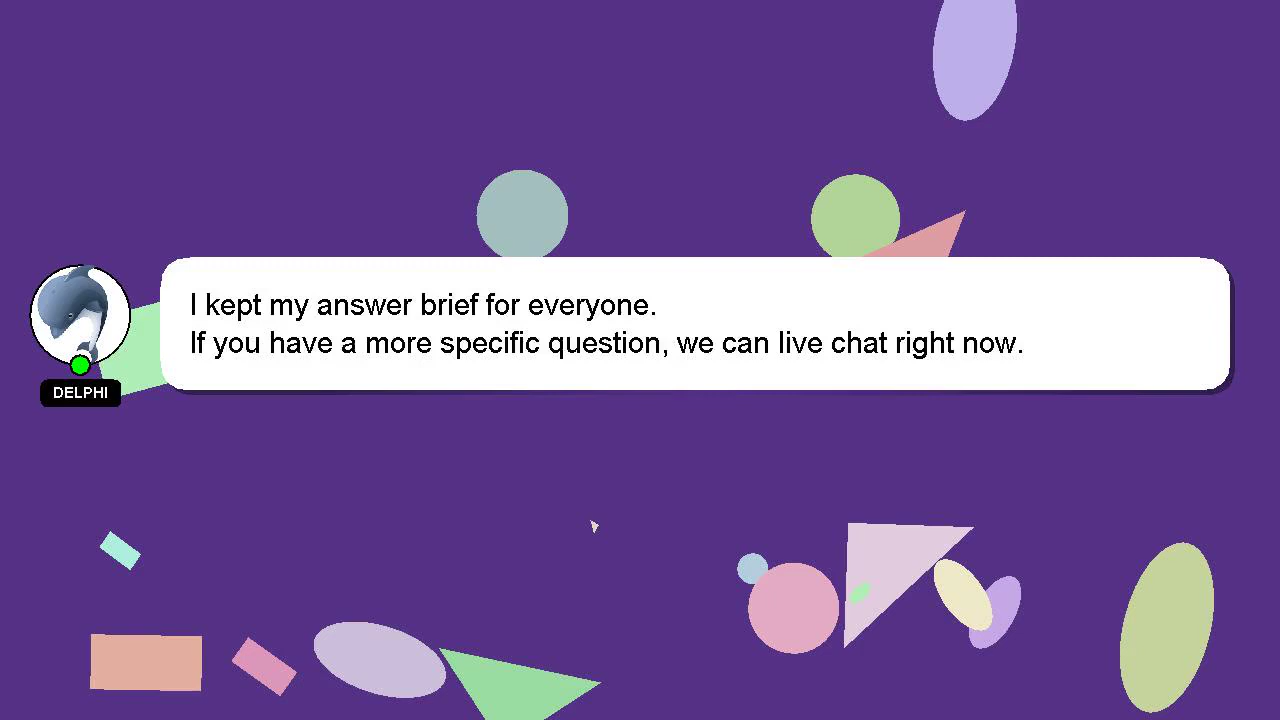 I kept my answer brief for everyone.
If you have a more specific question, we can live chat right now.
DELPHI